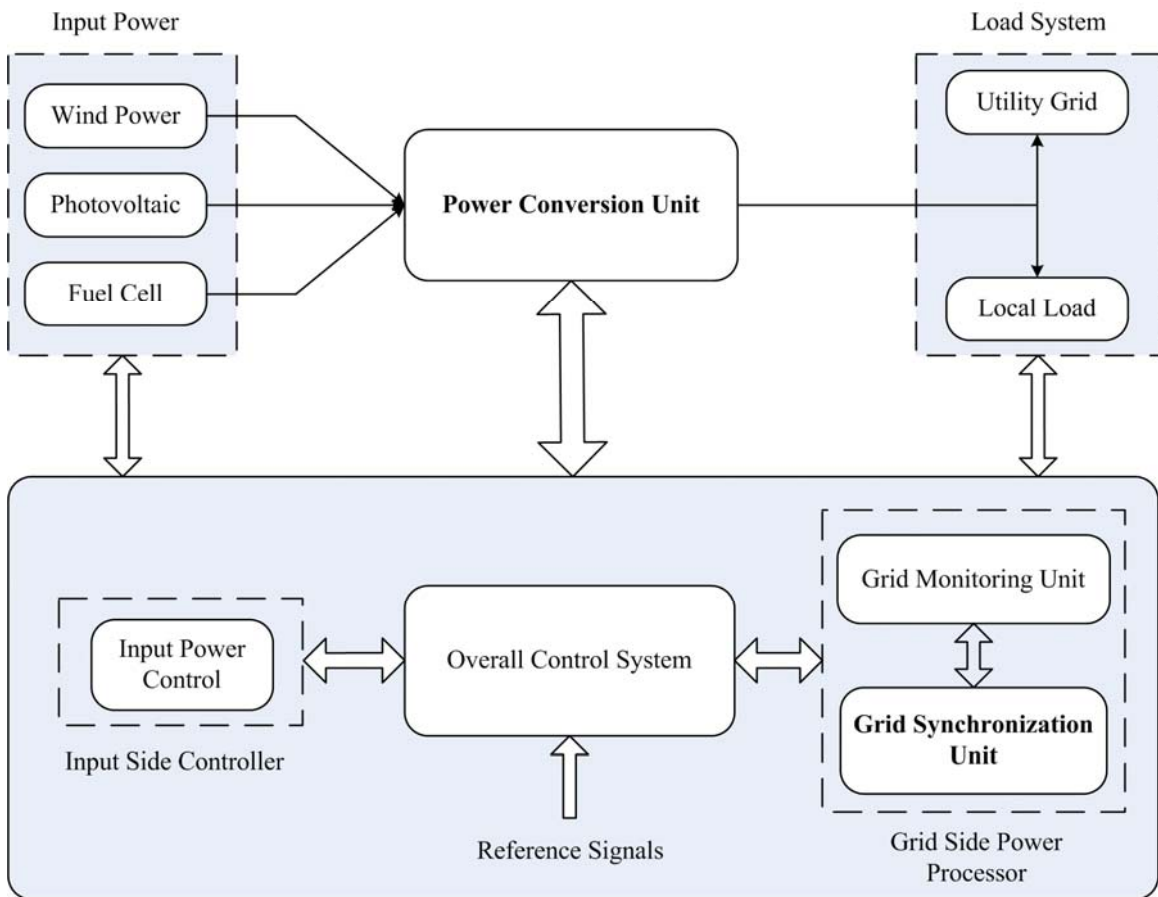 Input Power
Load System
Wind Power
Photovoltaic
Fuel Cell
Power Conversion Unit
Utility Grid
Local Load
Input Power
Control
Input Side Controller
Overall Control System
Reference Signals
Grid Monitoring Unit
Grid Synchronization
Unit
Grid Side Power
Processor